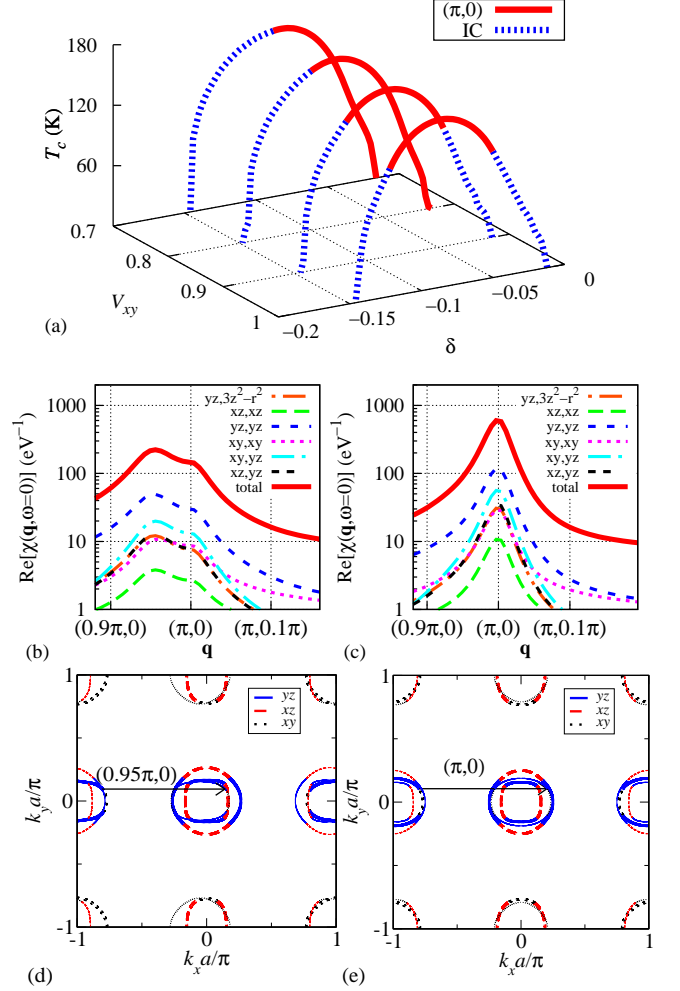 (π,0)
IC
180
120
60
T_c (K)
0.7
0.8
0.9
1
V_xy
−0.2
−0.15
−0.1
−0.05
0
δ
(a)
Re[χ(q,ω=0)] (eV⁻¹)
1000
100
10
1
yz,3z²−r²
xz,xz
yz,yz
xy,xy
xy,yz
xz,yz
total
(0.9π,0) (π,0) (π,0.1π)
q
(b)
Re[χ(q,ω=0)] (eV⁻¹)
1000
100
10
1
yz,3z²−r²
xz,xz
yz,yz
xy,xy
xy,yz
xz,yz
total
(0.9π,0) (π,0) (π,0.1π)
q
(c)
k_y a/π
1
0
-1
yz
xz
xy
(0.95π,0)
-1 0 1
k_x a/π
(d)
k_y a/π
1
0
-1
yz
xz
xy
(π,0)
-1 0 1
k_x a/π
(e)